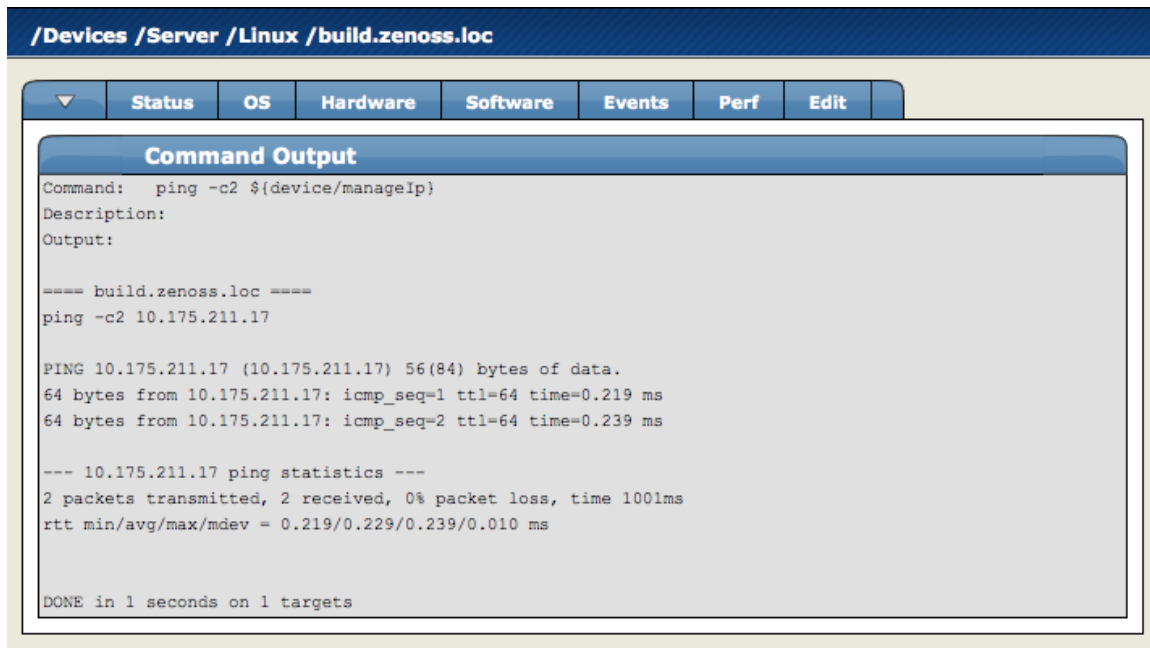 /Devices /Server /Linux /build.zenoss.loc
Status OS Hardware Software Events Perf Edit
Command Output
Command:   ping -c2 ${device/manageIp}
Description:
Output:
==== build.zenoss.loc ====
ping -c2 10.175.211.17
PING 10.175.211.17 (10.175.211.17) 56(84) bytes of data.
64 bytes from 10.175.211.17: icmp_seq=1 ttl=64 time=0.219 ms
64 bytes from 10.175.211.17: icmp_seq=2 ttl=64 time=0.239 ms
--- 10.175.211.17 ping statistics ---
2 packets transmitted, 2 received, 0% packet loss, time 1001ms
rtt min/avg/max/mdev = 0.219/0.229/0.239/0.010 ms
DONE in 1 seconds on 1 targets